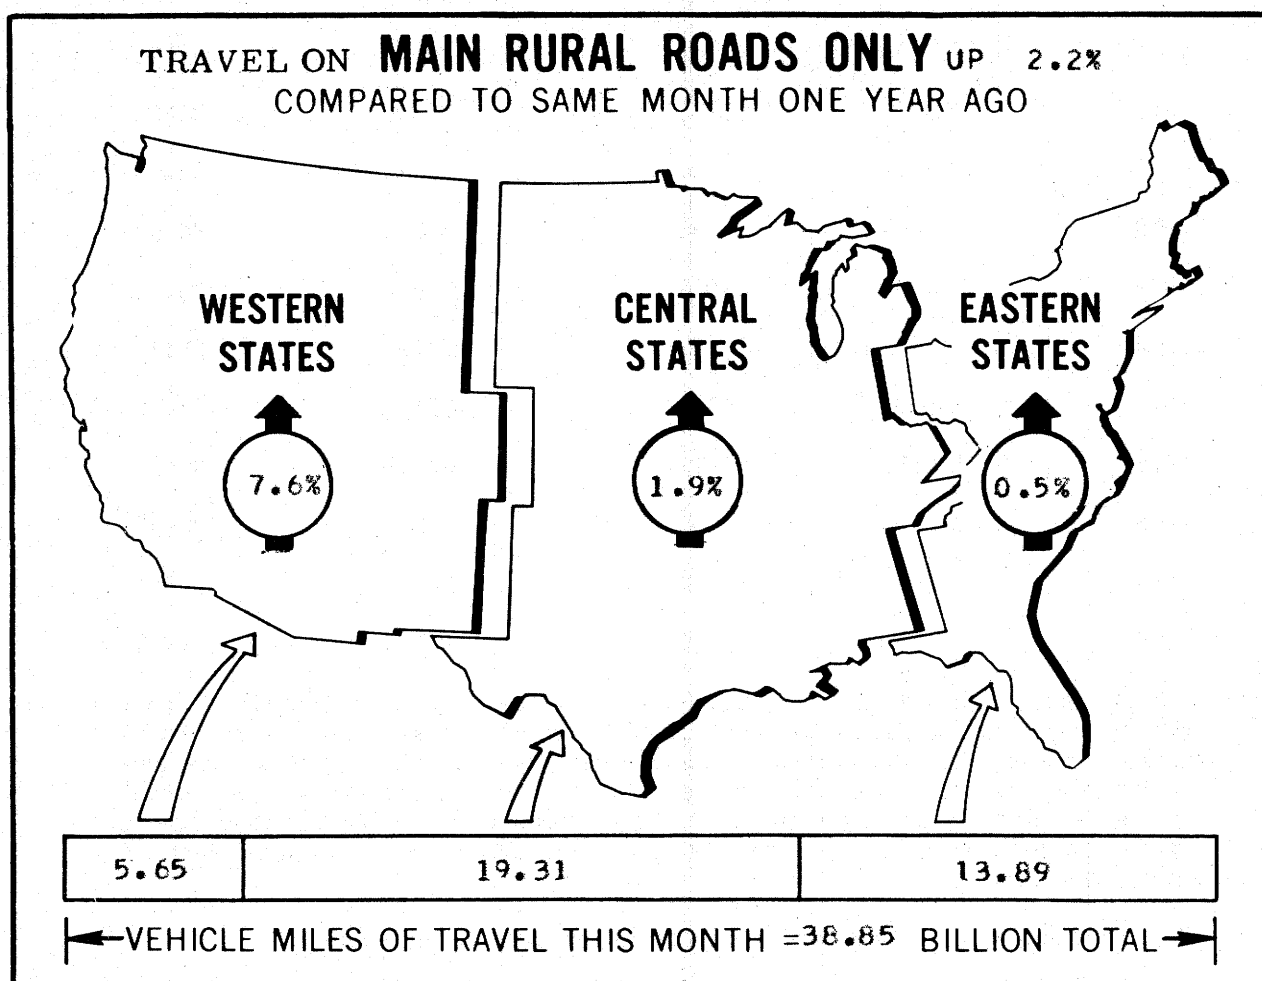 TRAVEL ON MAIN RURAL ROADS ONLY UP 2.2%
COMPARED TO SAME MONTH ONE YEAR AGO
WESTERN
STATES
CENTRAL
STATES
EASTERN
STATES
7.6%
1.9%
0.5%
5.65
19.31
13.89
VEHICLE MILES OF TRAVEL THIS MONTH =38.85 BILLION TOTAL